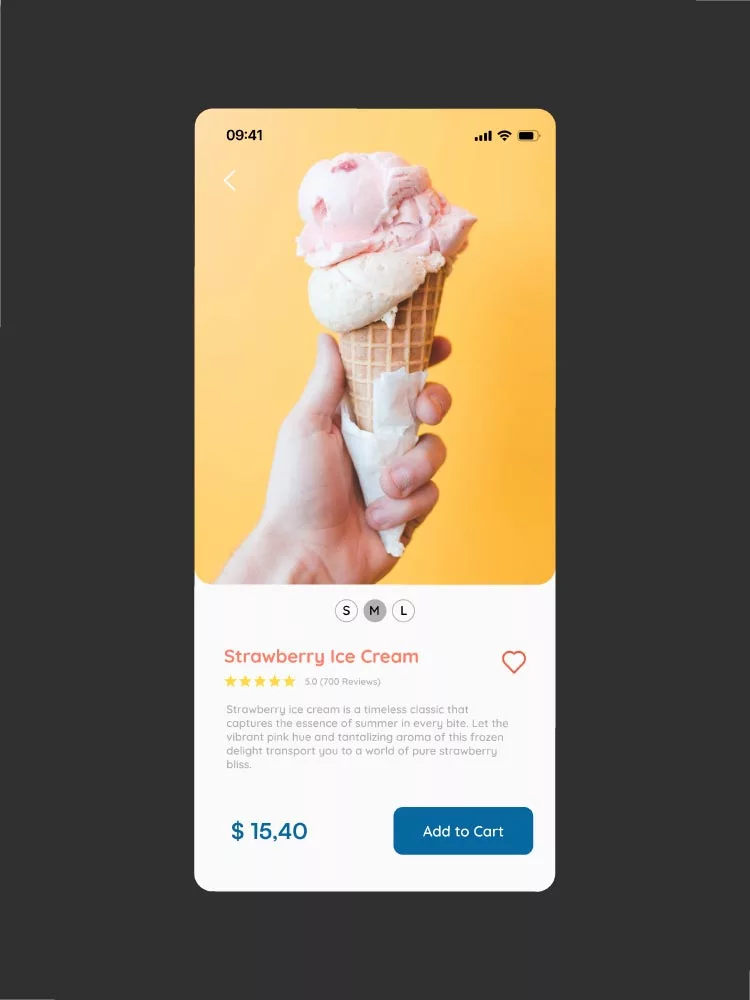 09:41
S M L
Strawberry Ice Cream
5.0 (700 Reviews)
Strawberry ice cream is a timeless classic that
captures the essence of summer in every bite. Let the
vibrant pink hue and tantalizing aroma of this frozen
delight transport you to a world of pure strawberry
bliss.
$ 15,40
Add to Cart